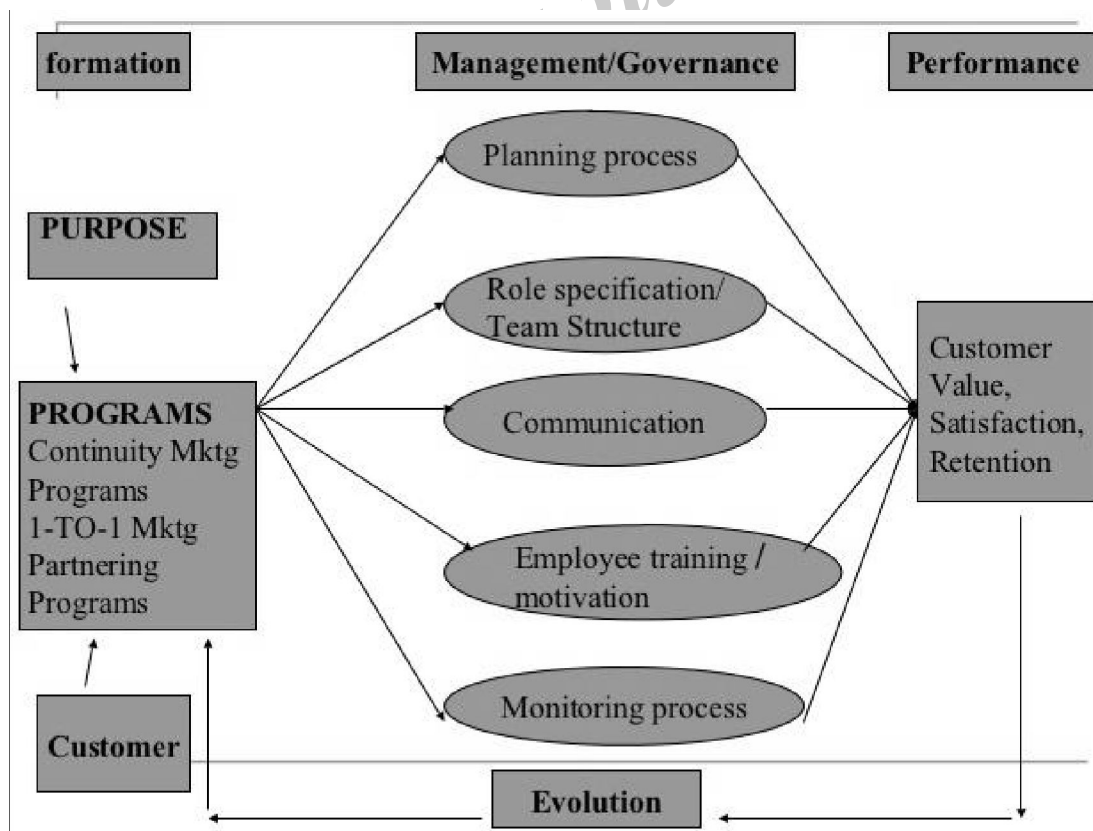 formation
Management/Governance
Performance
Planning process
PURPOSE
Role specification/
Team Structure
Customer
Value,
Satisfaction,
Retention
PROGRAMS
Continuity Mktg
Programs
1-TO-1 Mktg
Partnering
Programs
Communication
Employee training /
motivation
Monitoring process
Customer
Evolution